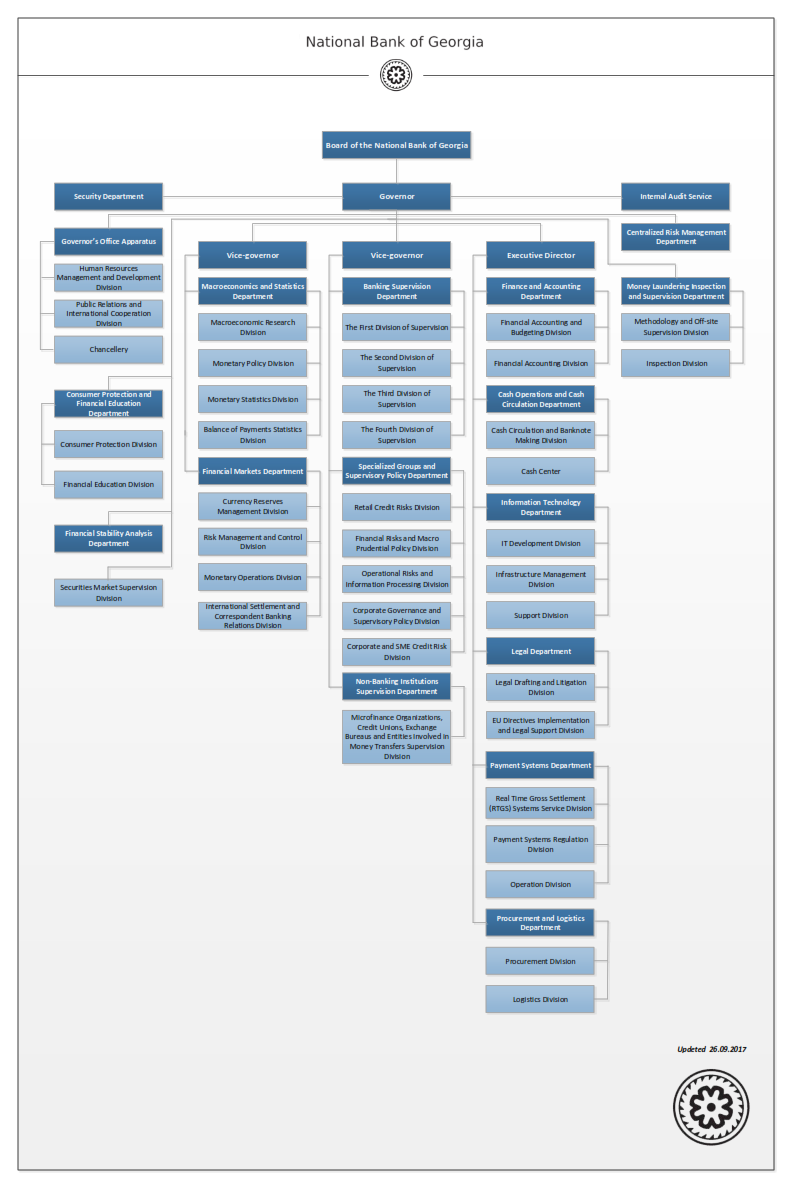 National Bank of Georgia
Board of the National Bank of Georgia
Security Department
Governor
Internal Audit Service
Governor's Office Apparatus
Human Resources
Management and Development
Division
Public Relations and
International Cooperation
Division
Chancellery
Consumer Protection and
Financial Education
Department
Consumer Protection Division
Financial Education Division
Financial Stability Analysis
Department
Securities Market Supervision
Division
Vice-governor
Macroeconomics and Statistics
Department
Macroeconomic Research
Division
Monetary Policy Division
Monetary Statistics Division
Balance of Payments Statistics
Division
Financial Markets Department
Currency Reserves
Management Division
Risk Management and Control
Division
Monetary Operations Division
International Settlement and
Correspondent Banking
Relations Division
Vice-governor
Banking Supervision
Department
The First Division of Supervision
The Second Division of
Supervision
The Third Division of
Supervision
The Fourth Division of
Supervision
Specialized Groups and
Supervisory Policy Department
Retail Credit Risks Division
Financial Risks and Macro
Prudential Policy Division
Operational Risks and
Information Processing Division
Corporate Governance and
Supervisory Policy Division
Corporate and SME Credit Risk
Division
Non-Banking Institutions
Supervision Department
Microfinance Organizations,
Credit Unions, Exchange
Bureaus and Entities Involved in
Money Transfers Supervision
Division
Executive Director
Finance and Accounting
Department
Financial Accounting and
Budgeting Division
Financial Accounting Division
Cash Operations and Cash
Circulation Department
Cash Circulation and Banknote
Making Division
Cash Center
Information Technology
Department
IT Development Division
Infrastructure Management
Division
Support Division
Legal Department
Legal Drafting and Litigation
Division
EU Directives Implementation
and Legal Support Division
Payment Systems Department
Real Time Gross Settlement
(RTGS) Systems Service Division
Payment Systems Regulation
Division
Operation Division
Procurement and Logistics
Department
Procurement Division
Logistics Division
Centralized Risk Management
Department
Money Laundering Inspection
and Supervision Department
Methodology and Off-site
Supervision Division
Inspection Division
Updated 26.09.2017